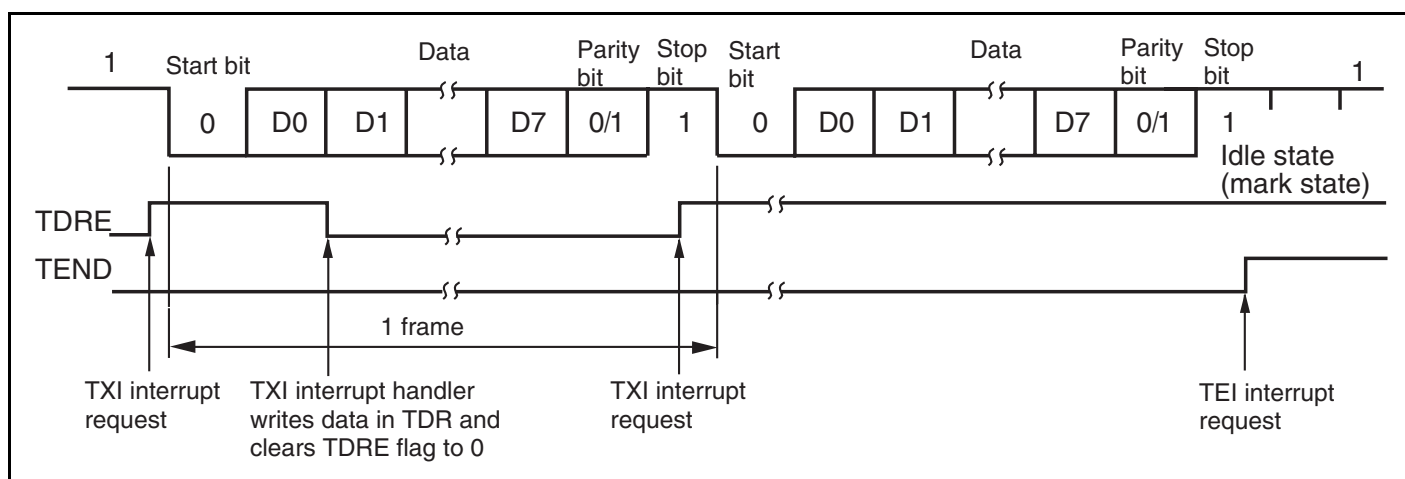 1
Start bit
Data
Parity
bit
Stop
bit
Start
bit
Data
Parity
bit
Stop
bit
1
0
D0
D1
D7
0/1
1
0
D0
D1
D7
0/1
1
Idle state
(mark state)
TDRE
TEND
1 frame
TXI interrupt
request
TXI interrupt handler
writes data in TDR and
clears TDRE flag to 0
TXI interrupt
request
TEI interrupt
request